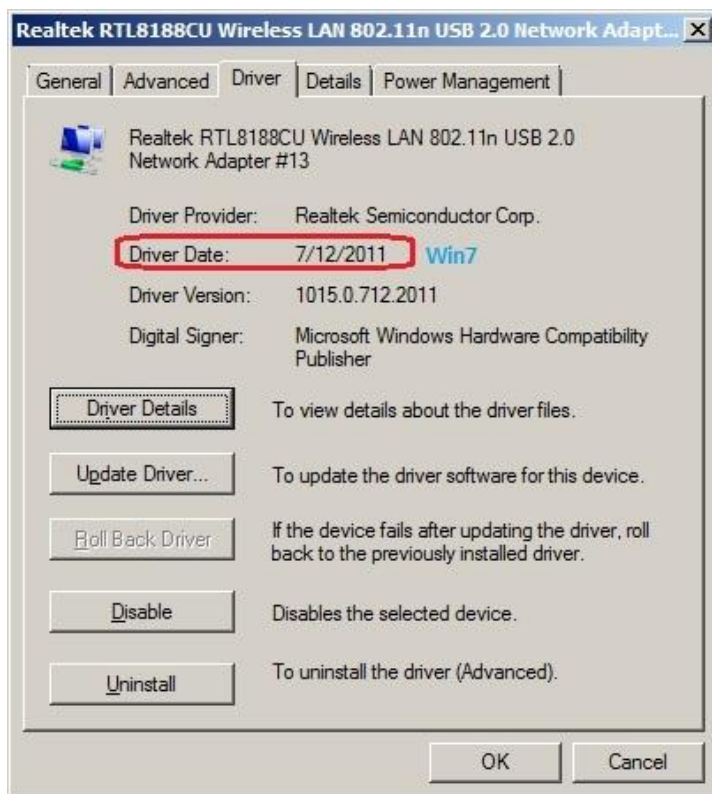 Realtek RTL8188CU Wireless LAN 802.11n USB 2.0 Network Adapt...
General
Advanced
Driver
Details
Power Management
Realtek RTL8188CU Wireless LAN 802.11n USB 2.0
Network Adapter #13
Driver Provider: Realtek Semiconductor Corp.
Driver Date: 7/12/2011 Win7
Driver Version: 1015.0.712.2011
Digital Signer: Microsoft Windows Hardware Compatibility
Publisher
Driver Details To view details about the driver files.
Update Driver... To update the driver software for this device.
Roll Back Driver If the device fails after updating the driver, roll
back to the previously installed driver.
Disable Disables the selected device.
Uninstall To uninstall the driver (Advanced).
OK Cancel